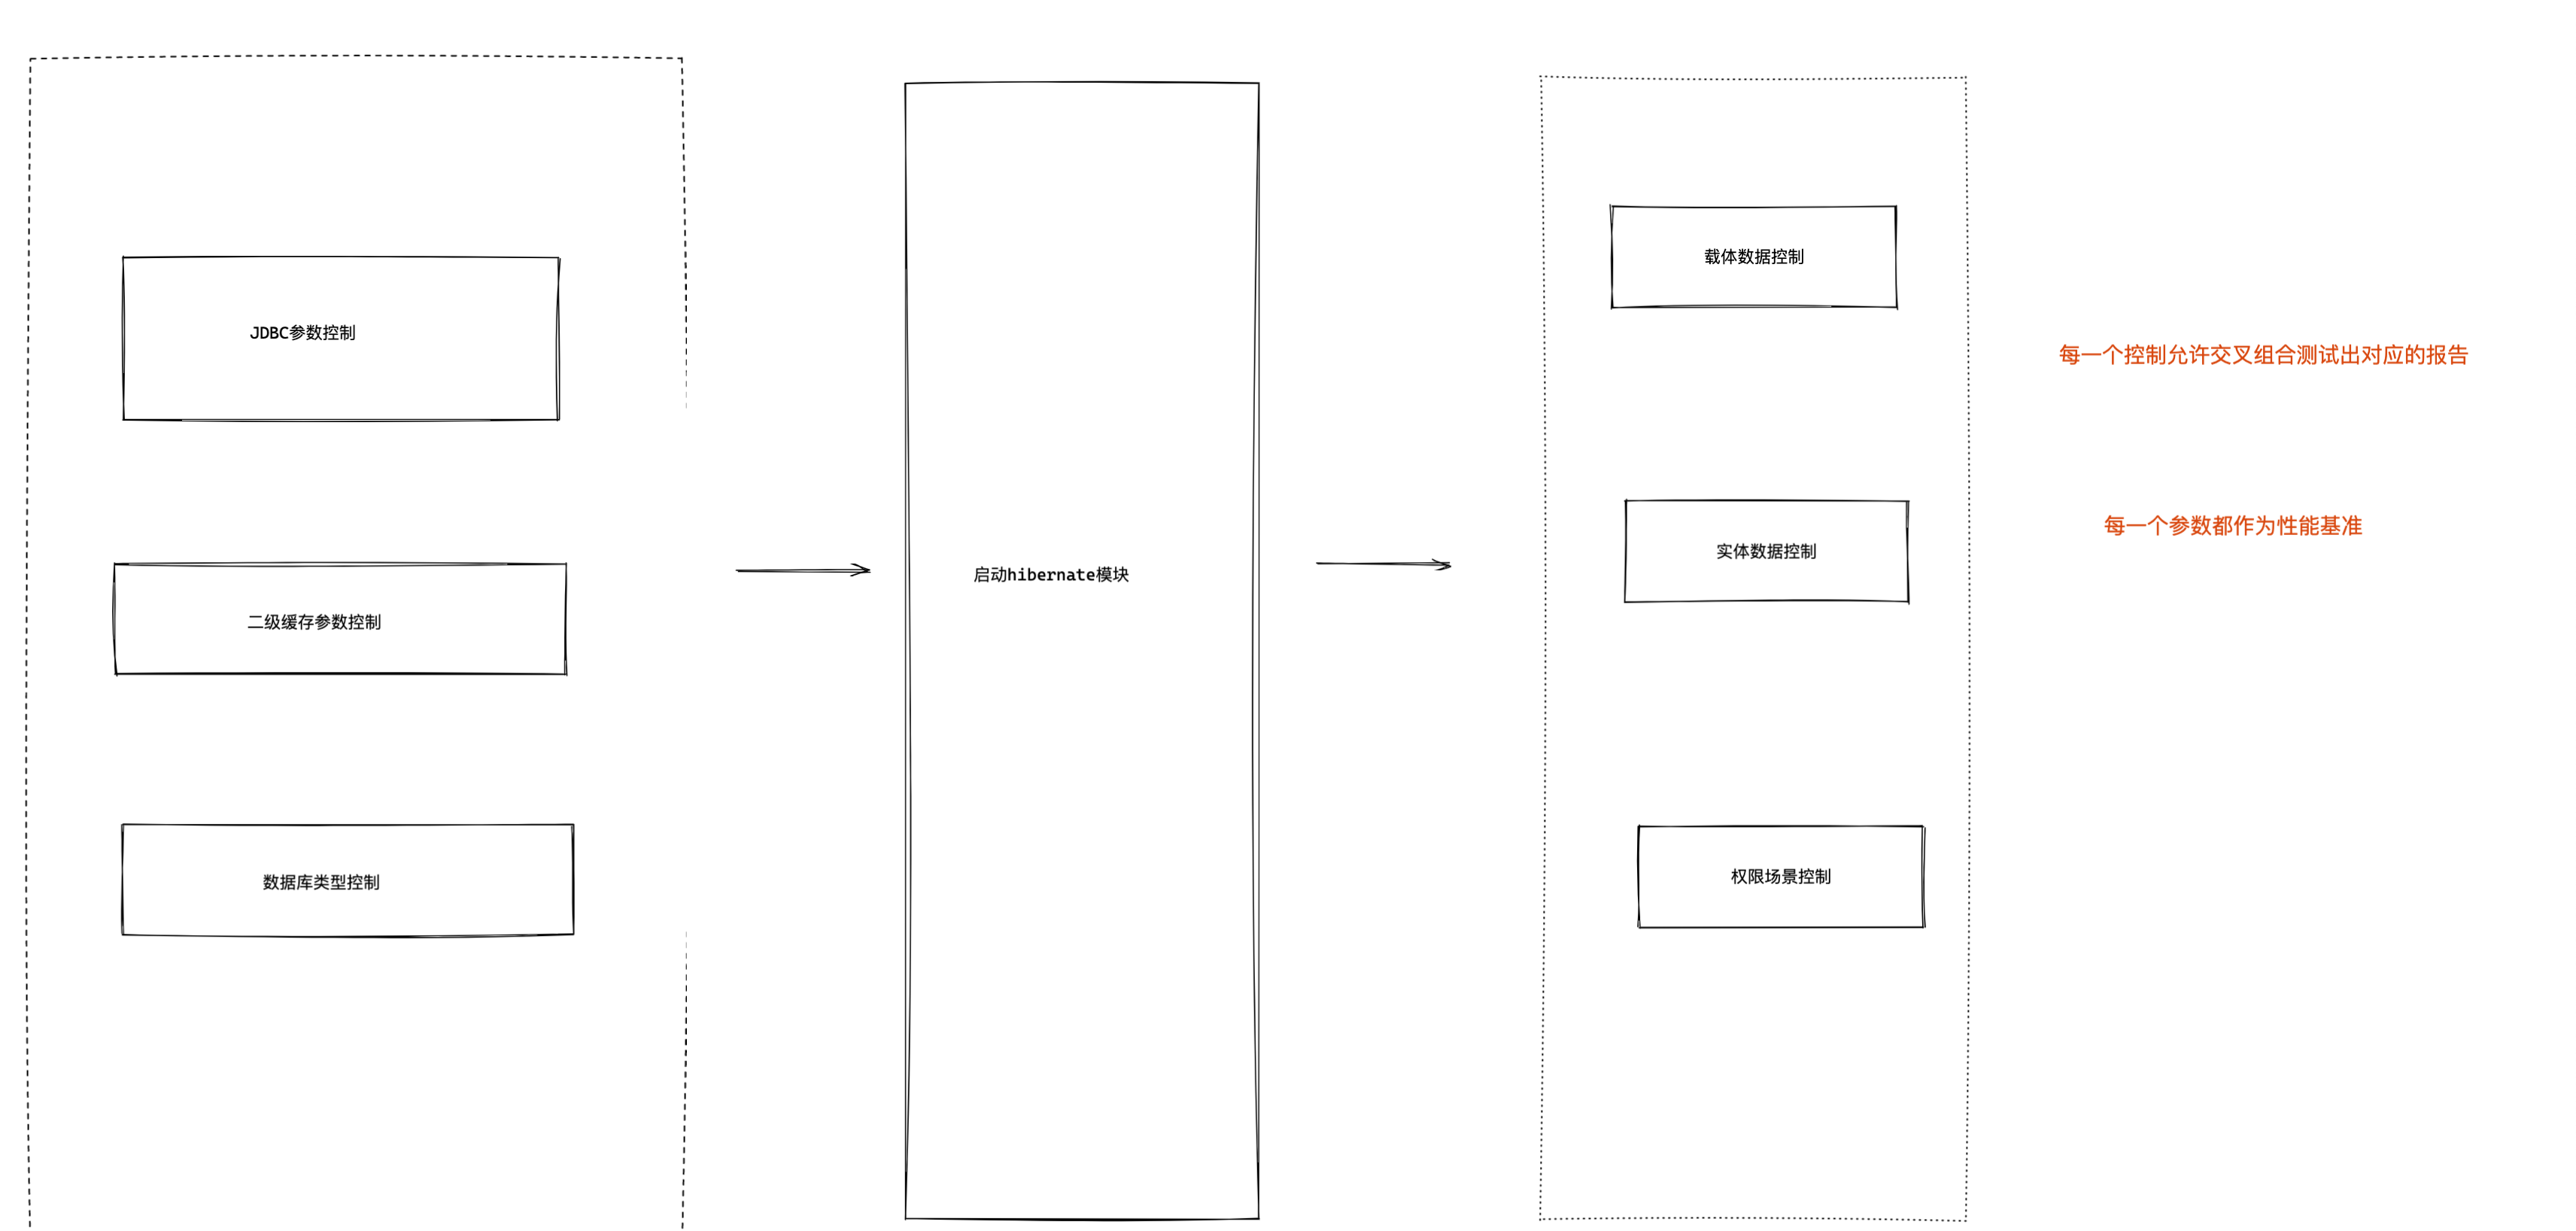 JDBC参数控制
二级缓存参数控制
数据库类型控制
启动hibernate模块
载体数据控制
实体数据控制
权限场景控制
每一个控制允许交叉组合测试出对应的报告
每一个参数都作为性能基准